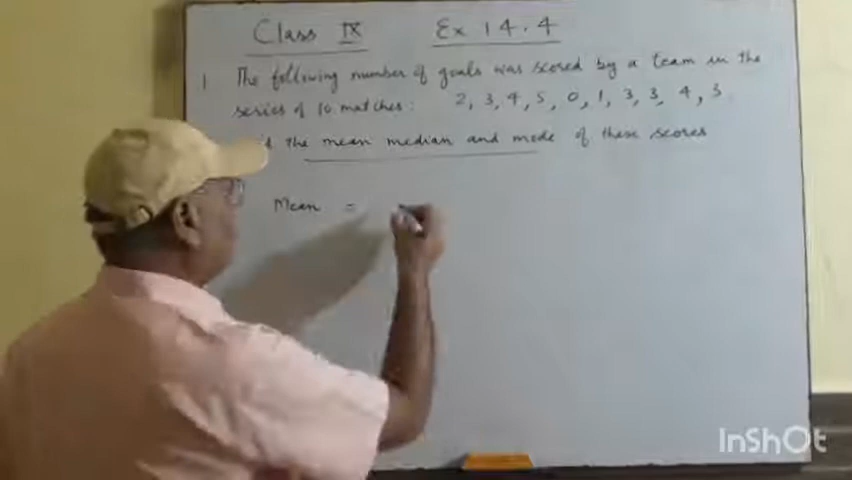 Class IX Ex 14.4
1 The following number of goals was scored by a team in the
series of 10 matches: 2, 3, 4, 5, 0, 1, 3, 3, 4, 3
the mean median and mode of these scores
Mean =
InShOt